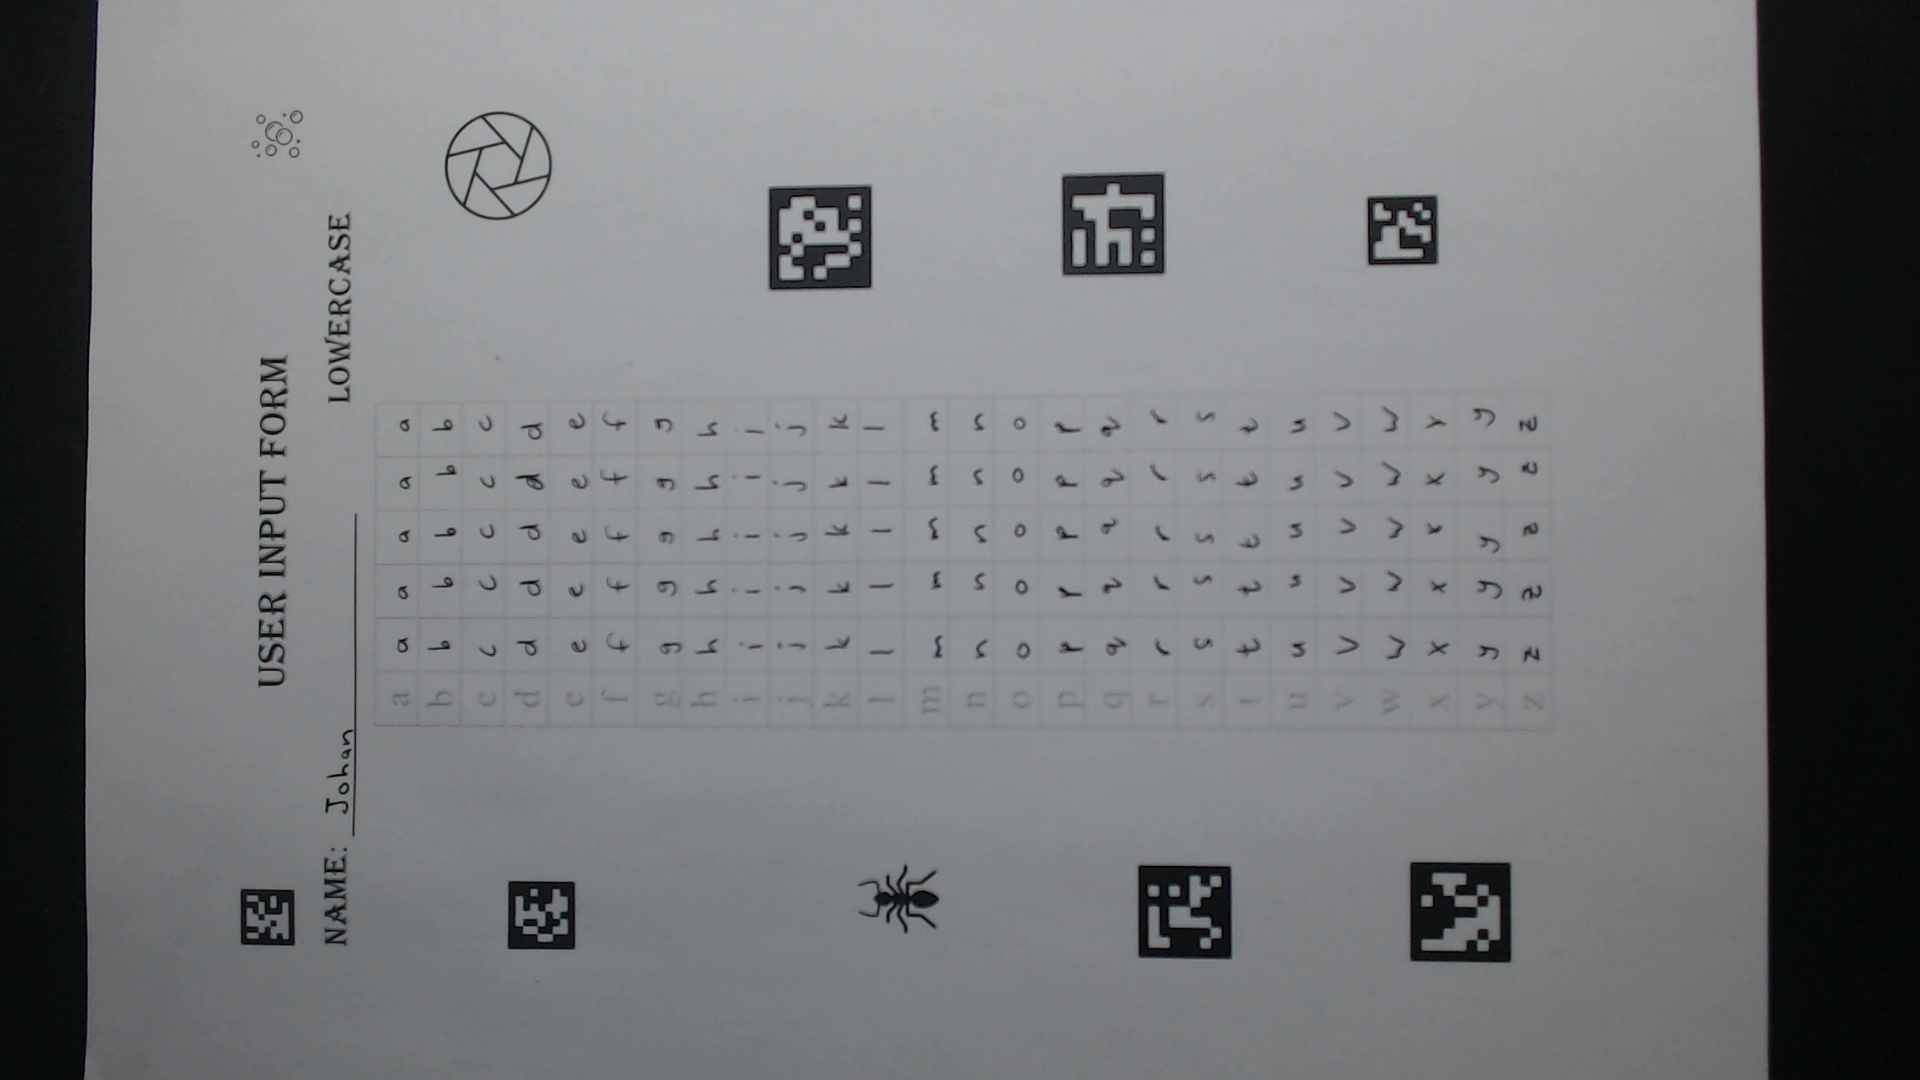 USER INPUT FORM
NAME: Johan LOWERCASE
a a a a a a
b b b b b b
c c c c c c
d d d d d d
e e e e e e
f f f f f f
g g g g g g
h h h h h h
i i i i i i
j j j j j j
k k k k k k
l l l l l l
m m m m m m
n n n n n n
o o o o o o
p p p p p p
q q q q q q
r r r r r r
s s s s s s
t t t t t t
u u u u u u
v v v v v v
w w w w w w
x x x x x x
y y y y y y
z z z z z z